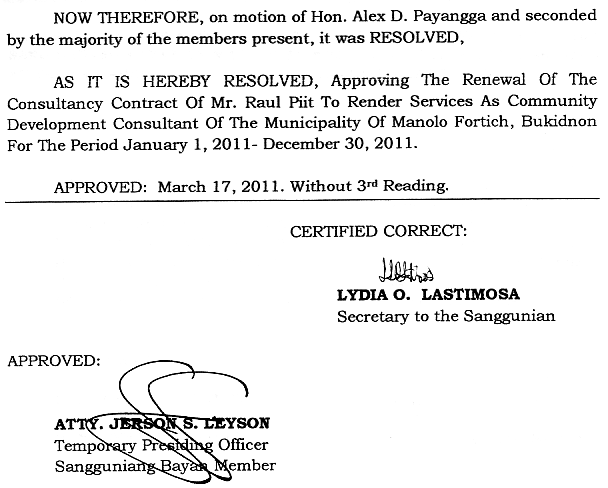 NOW THEREFORE, on motion of Hon. Alex D. Payangga and seconded
by the majority of the members present, it was RESOLVED,
AS IT IS HEREBY RESOLVED, Approving The Renewal Of The
Consultancy Contract Of Mr. Raul Piit To Render Services As Community
Development Consultant Of The Municipality Of Manolo Fortich, Bukidnon
For The Period January 1, 2011- December 30, 2011.
APPROVED: March 17, 2011. Without 3rd Reading.
CERTIFIED CORRECT:
LYDIA O. LASTIMOSA
Secretary to the Sanggunian
APPROVED:
ATTY. JERSON S. LEYSON
Temporary Presiding Officer
Sangguniang Bayan Member